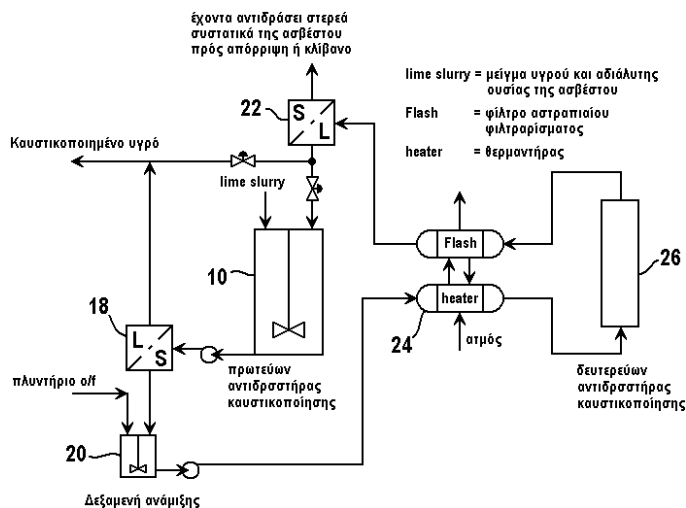 έχοντα αντιδράσει στερεά
συστατικά της ασβέστου
πρός απόρριψη ή κλίβανο
lime slurry = μείγμα υγρού και αδιάλυτης
ουσίας της ασβέστου
Flash = φίλτρο αστραπιαίου
φιλτραρίσματος
heater = θερμαντήρας
22
S
L
Καυστικοποιημένο υγρό
lime slurry
10
Flash
26
heater
24
ατμός
18
L
S
πρωτεύων
αντιδρσστήρας
καυστικοποίησης
δευτερεύων
αντιδρσστήρας
καυστικοποίησης
πλυντήριο o/f
20
Δεξαμενή ανάμιξης